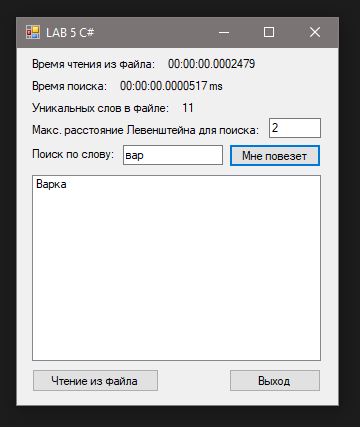 LAB 5 C#
Время чтения из файла: 00:00:00.0002479
Время поиска: 00:00:00.0000517 ms
Уникальных слов в файле: 11
Макс. расстояние Левенштейна для поиска: 2
Поиск по слову: вар Мне повезет
Варка
Чтение из файла Выход